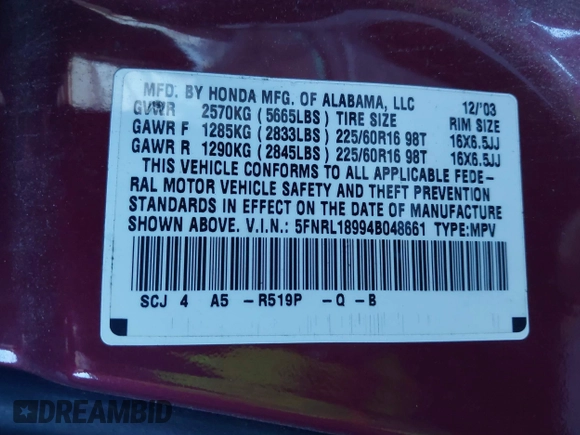 MFD. BY HONDA MFG. OF ALABAMA, LLC 12/'03
GVWR 2570KG (5665LBS) TIRE SIZE RIM SIZE
GAWR F 1285KG (2833LBS) 225/60R16 98T 16X6.5JJ
GAWR R 1290KG (2845LBS) 225/60R16 98T 16X6.5JJ
THIS VEHICLE CONFORMS TO ALL APPLICABLE FEDE-
RAL MOTOR VEHICLE SAFETY AND THEFT PREVENTION
STANDARDS IN EFFECT ON THE DATE OF MANUFACTURE
SHOWN ABOVE. V.I.N.: 5FNRL18994B048661 TYPE:MPV
SCJ 4 A5 -R519P -Q -B
DREAMBID